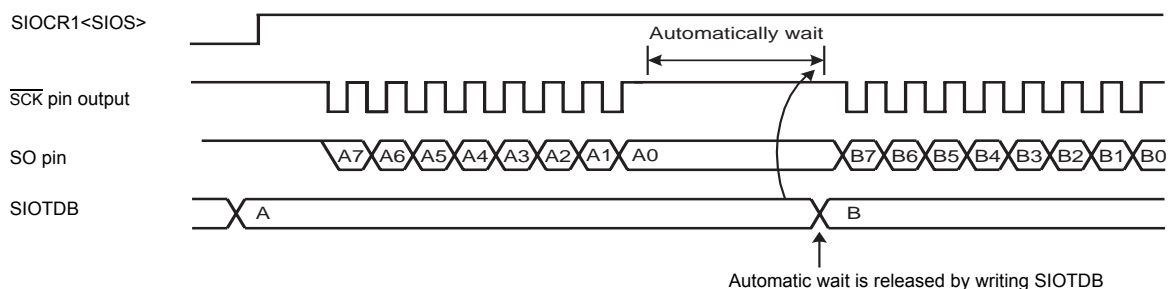 SIOCR1<SIOS>
Automatically wait
SCK pin output
SO pin
A7 A6 A5 A4 A3 A2 A1 A0 B7 B6 B5 B4 B3 B2 B1 B0
SIOTDB
A B
Automatic wait is released by writing SIOTDB